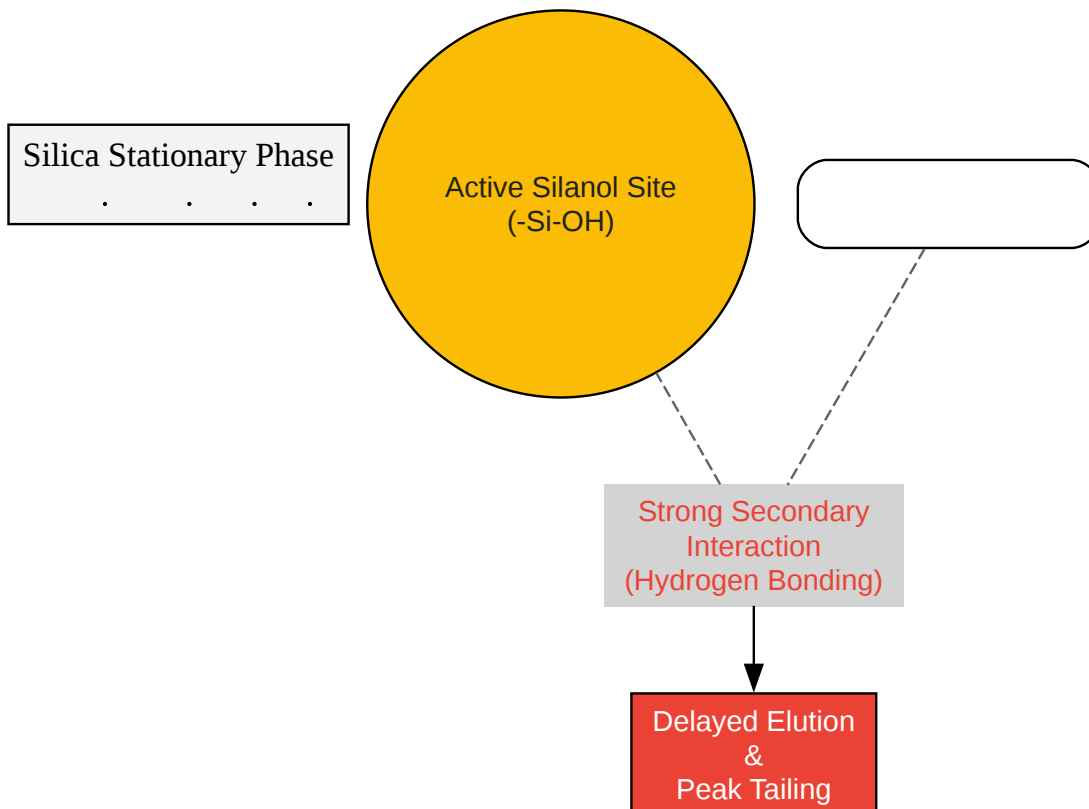 Silica Stationary Phase
. . . .
Active Silanol Site
(-Si-OH)
Strong Secondary
Interaction
(Hydrogen Bonding)
Delayed Elution
&
Peak Tailing